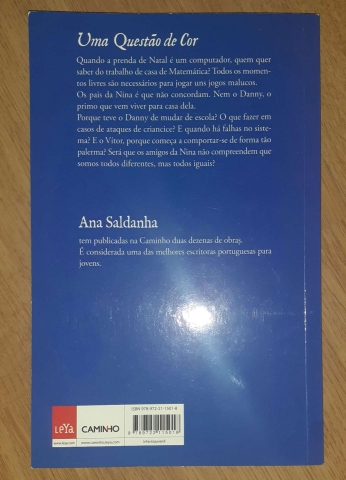 Uma Questão de Cor
Quando a prenda de Natal é um computador, quem quer
saber do trabalho de casa de Matemática? Todos os momen-
tos livres são necessários para jogar uns jogos malucos.
Os pais da Nina é que não concordam. Nem o Danny, o
primo que vem viver para casa dela.
Porque teve o Danny de mudar de escola? O que fazer em
casos de ataques de criancice? E quando há falhas no siste-
ma? E o Vítor, porque começa a comportar-se de forma tão
palerma? Será que os amigos da Nina não compreendem que
somos todos diferentes, mas todos iguais?
Ana Saldanha
tem publicadas na Caminho duas dezenas de obras.
É considerada uma das melhores escritoras portuguesas para
jovens.
LEYA
CAMINHO